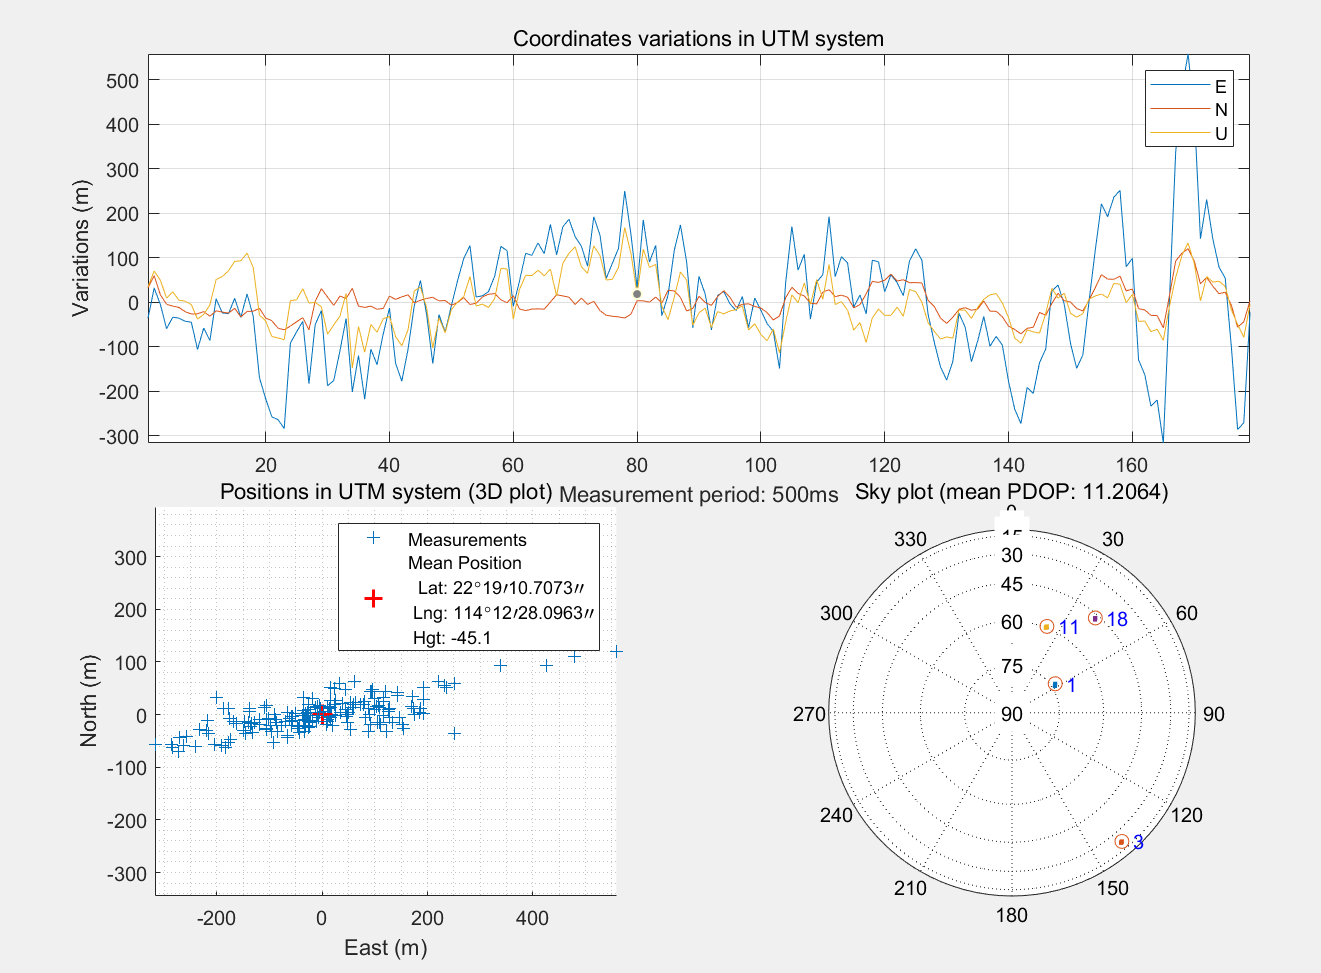 Coordinates variations in UTM system
Variations (m)
500
400
300
200
100
0
-100
-200
-300
20 40 60 80 100 120 140 160
E
N
U
Measurement period: 500ms
Positions in UTM system (3D plot)
North (m)
300
200
100
0
-100
-200
-300
-200 0 200 400
East (m)
Measurements
Mean Position
Lat: 22°19′10.7073″
Lng: 114°12′28.0963″
Hgt: -45.1
Sky plot (mean PDOP: 11.2064)
0
15
30
45
60
75
90
30
60
90
120
150
180
210
240
270
300
330
11
18
1
3